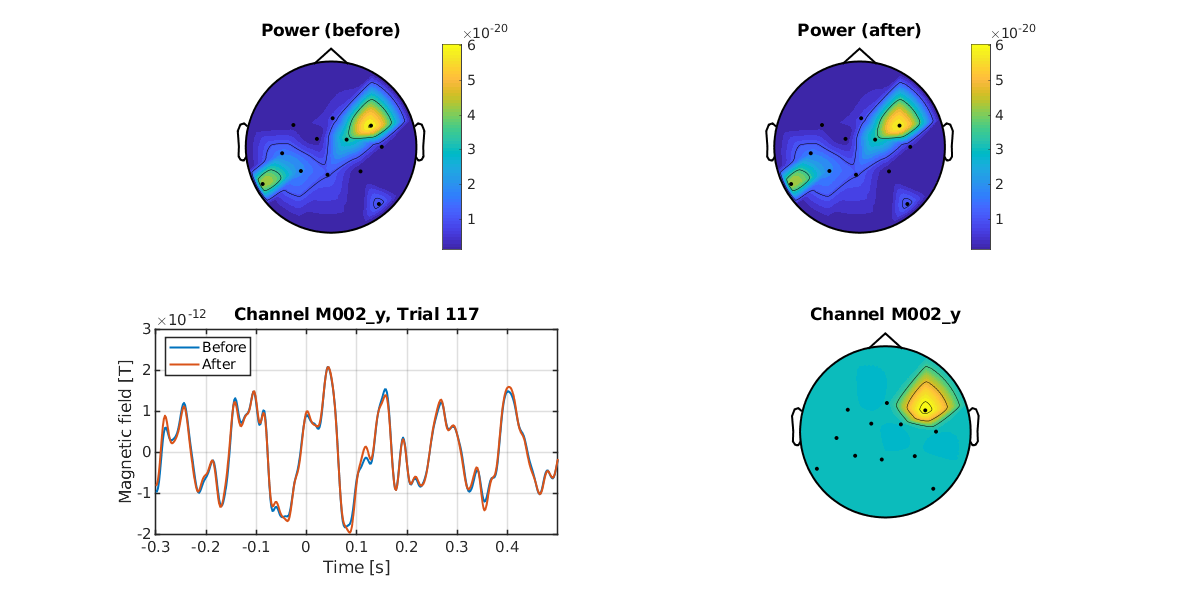 Power (before)
×10-20
6
5
4
3
2
1
Power (after)
×10-20
6
5
4
3
2
1
Channel M002_y, Trial 117
×10-12
Before
After
Magnetic field [T]
3
2
1
0
-1
-2
-0.3 -0.2 -0.1 0 0.1 0.2 0.3 0.4
Time [s]
Channel M002_y